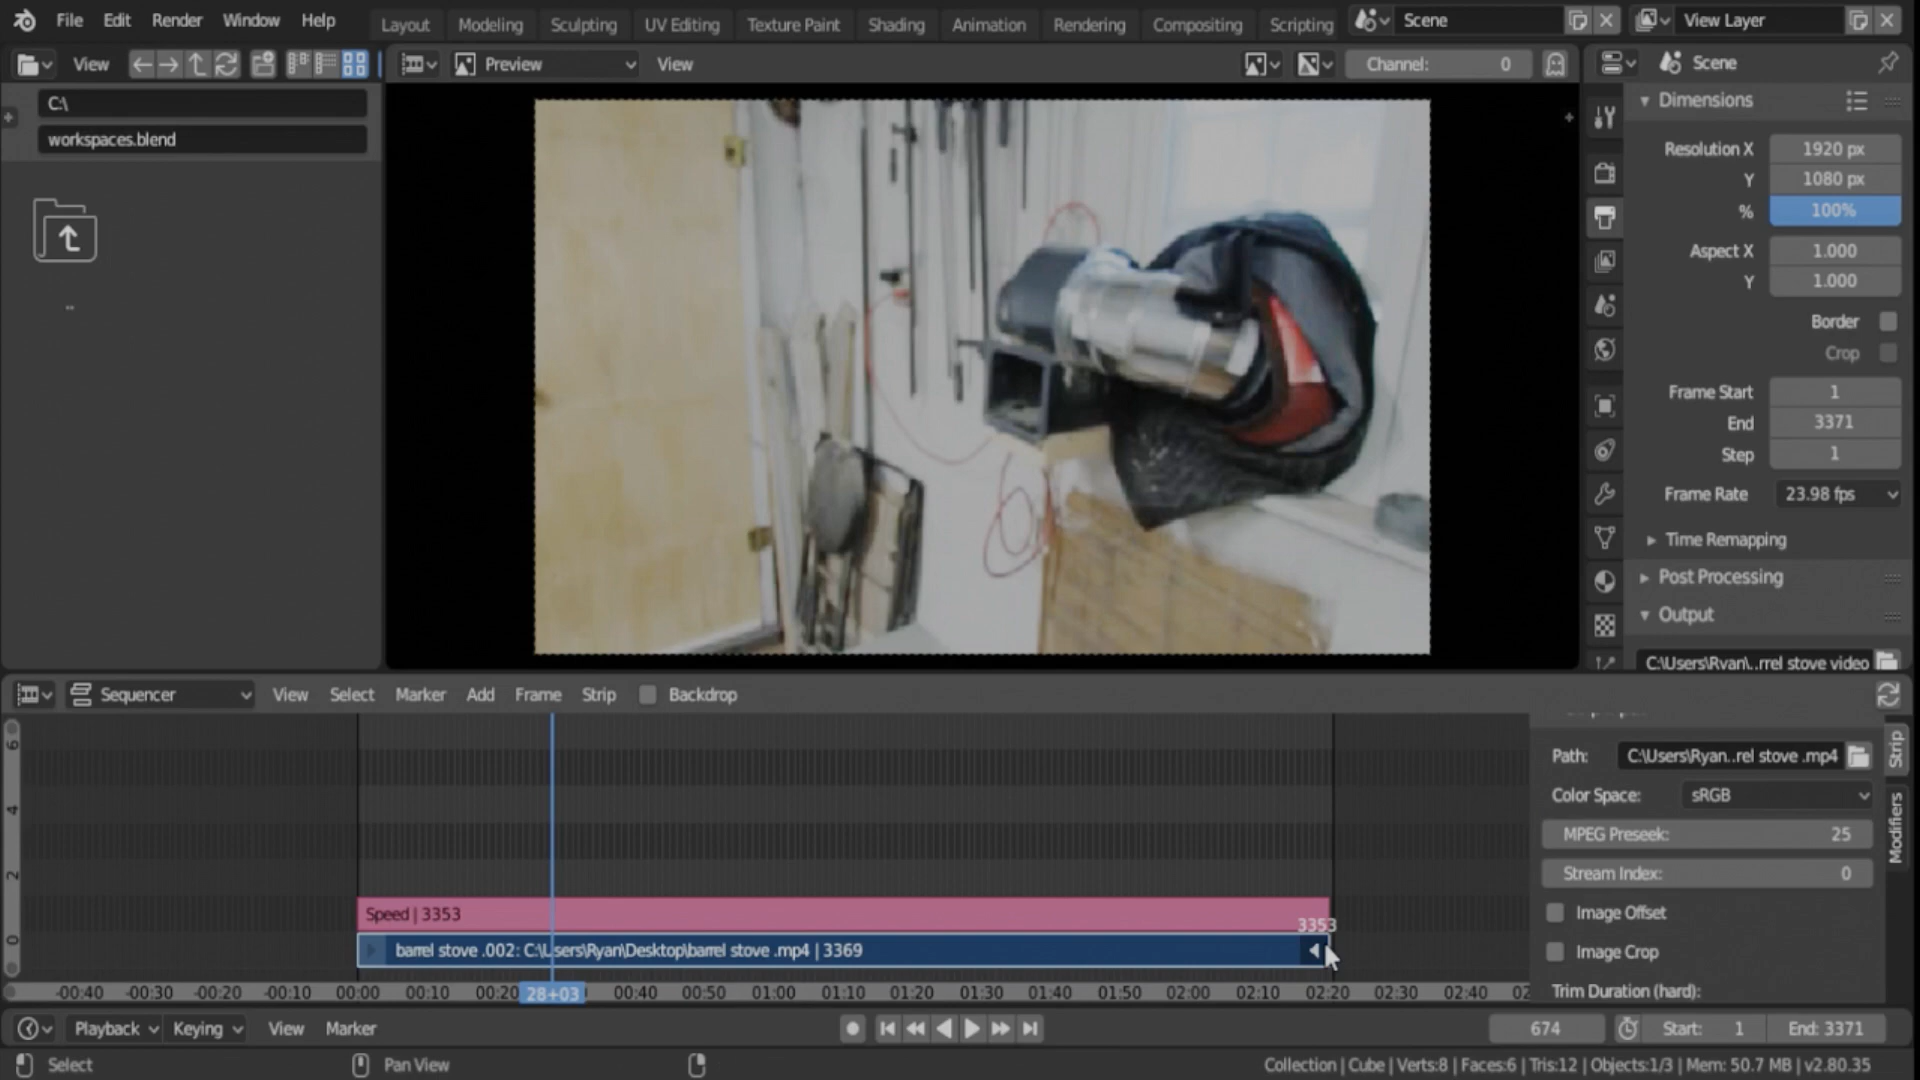 File Edit Render Window Help Layout Modeling Sculpting UV Editing Texture Paint Shading Animation Rendering Compositing Scripting Scene View Layer
View Preview View Channel: 0 Scene
C:\
workspaces.blend
..
Dimensions
Resolution X 1920 px
Y 1080 px
% 100%
Aspect X 1.000
Y 1.000
Border
Crop
Frame Start 1
End 3371
Step 1
Frame Rate 23.98 fps
Time Remapping
Post Processing
Output
C:\Users\Ryan\..rrel stove video
Sequencer View Select Marker Add Frame Strip Backdrop
6
4
2
0
Speed | 3353
3353
barrel stove .002: C:\Users\Ryan\Desktop\barrel stove .mp4 | 3369
-00:40 -00:30 -00:20 -00:10 00:00 00:10 00:20 28+03 00:40 00:50 01:00 01:10 01:20 01:30 01:40 01:50 02:00 02:10 02:20 02:30 02:40
Path: C:\Users\Ryan..rel stove .mp4
Color Space: sRGB
MPEG Preseek: 25
Stream Index: 0
Image Offset
Image Crop
Trim Duration (hard):
Strip
Modifiers
Playback Keying View Marker 674 Start: 1 End: 3371
Select Pan View Collection | Cube | Verts:8 | Faces:6 | Tris:12 | Objects:1/3 | Mem: 50.7 MB | v2.80.35